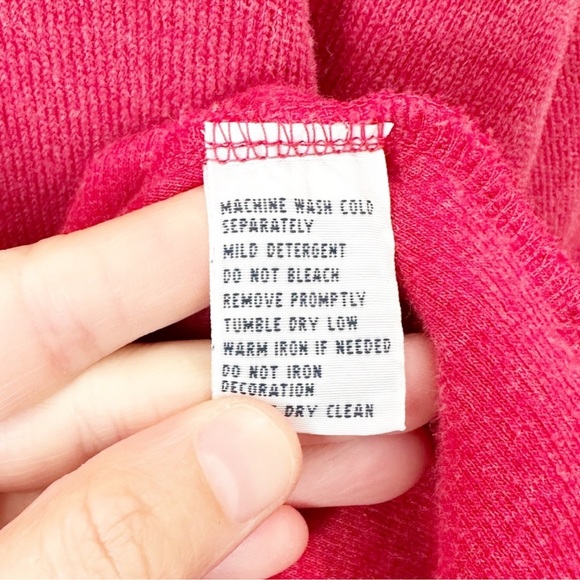 MACHINE WASH COLD
SEPARATELY
MILD DETERGENT
DO NOT BLEACH
REMOVE PROMPTLY
TUMBLE DRY LOW
WARM IRON IF NEEDED
DO NOT IRON
DECORATION
DRY CLEAN